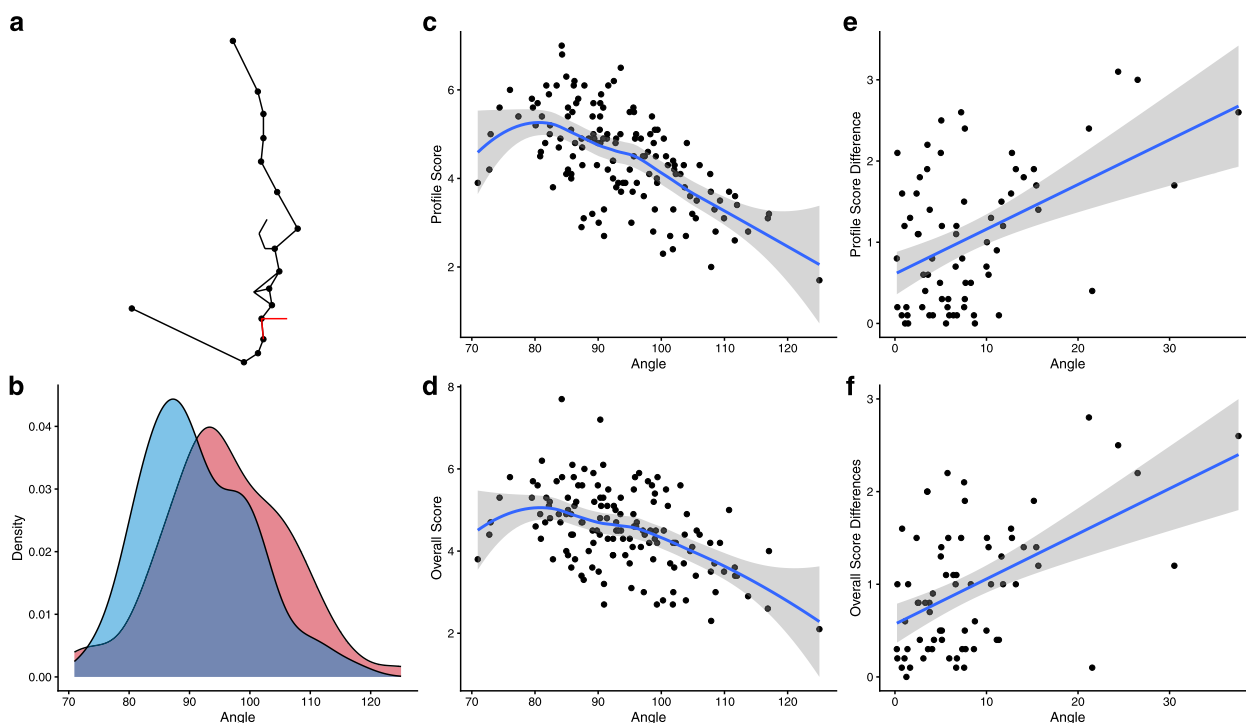 a
b
0.04
0.03
0.02
0.01
0.00
Density
70 80 90 100 110 120
Angle
c
6
4
2
Profile Score
70 80 90 100 110 120
Angle
d
8
6
4
2
Overall Score
70 80 90 100 110 120
Angle
e
3
2
1
0
Profile Score Difference
0 10 20 30
Angle
f
3
2
1
0
Overall Score Differences
0 10 20 30
Angle